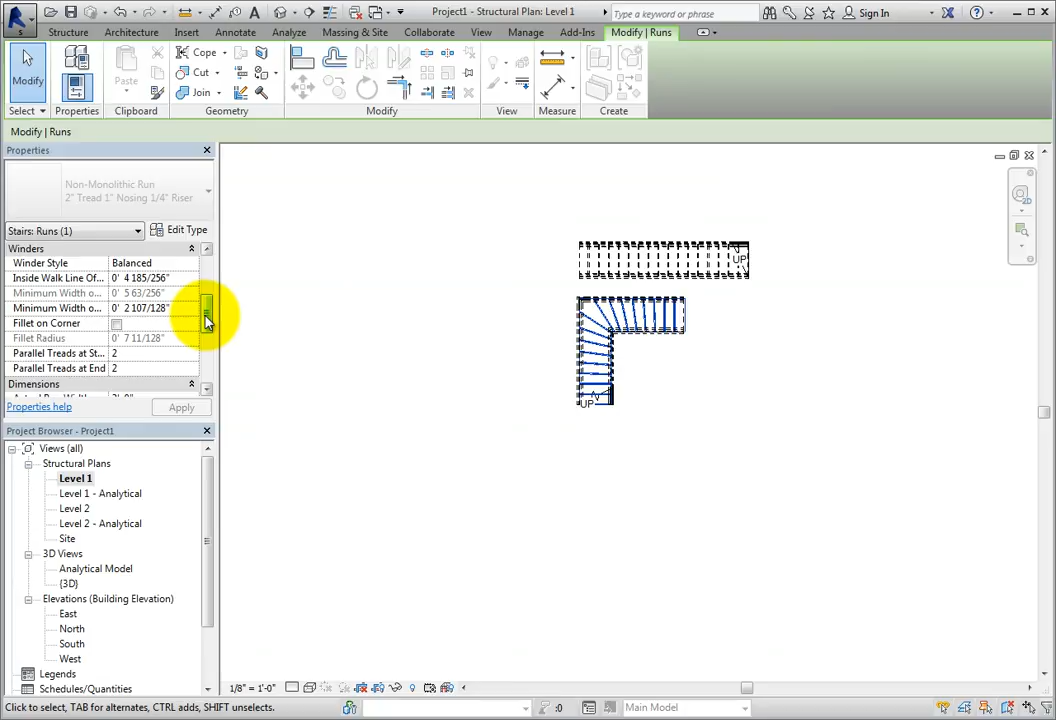 Project1 - Structural Plan: Level 1
Type a keyword or phrase
Sign In
Structure
Architecture
Insert
Annotate
Analyze
Massing & Site
Collaborate
View
Manage
Add-Ins
Modify | Runs
Modify
Paste
Cope
Cut
Join
Select
Properties
Clipboard
Geometry
Modify
View
Measure
Create
Modify | Runs
Properties
Non-Monolithic Run
2" Tread 1" Nosing 1/4" Riser
Stairs: Runs (1)
Edit Type
Winders
Winder Style Balanced
Inside Walk Line Of... 0' 4 185/256"
Minimum Width o... 0' 5 63/256"
Minimum Width o... 0' 2 107/128"
Fillet on Corner
Fillet Radius 0' 7 11/128"
Parallel Treads at St... 2
Parallel Treads at End 2
Dimensions
Properties help
Apply
Project Browser - Project1
Views (all)
Structural Plans
Level 1
Level 1 - Analytical
Level 2
Level 2 - Analytical
Site
3D Views
Analytical Model
{3D}
Elevations (Building Elevation)
East
North
South
West
Legends
Schedules/Quantities
UP
UP
2D
1/8" = 1'-0"
Click to select, TAB for alternates, CTRL adds, SHIFT unselects.
:0
Main Model